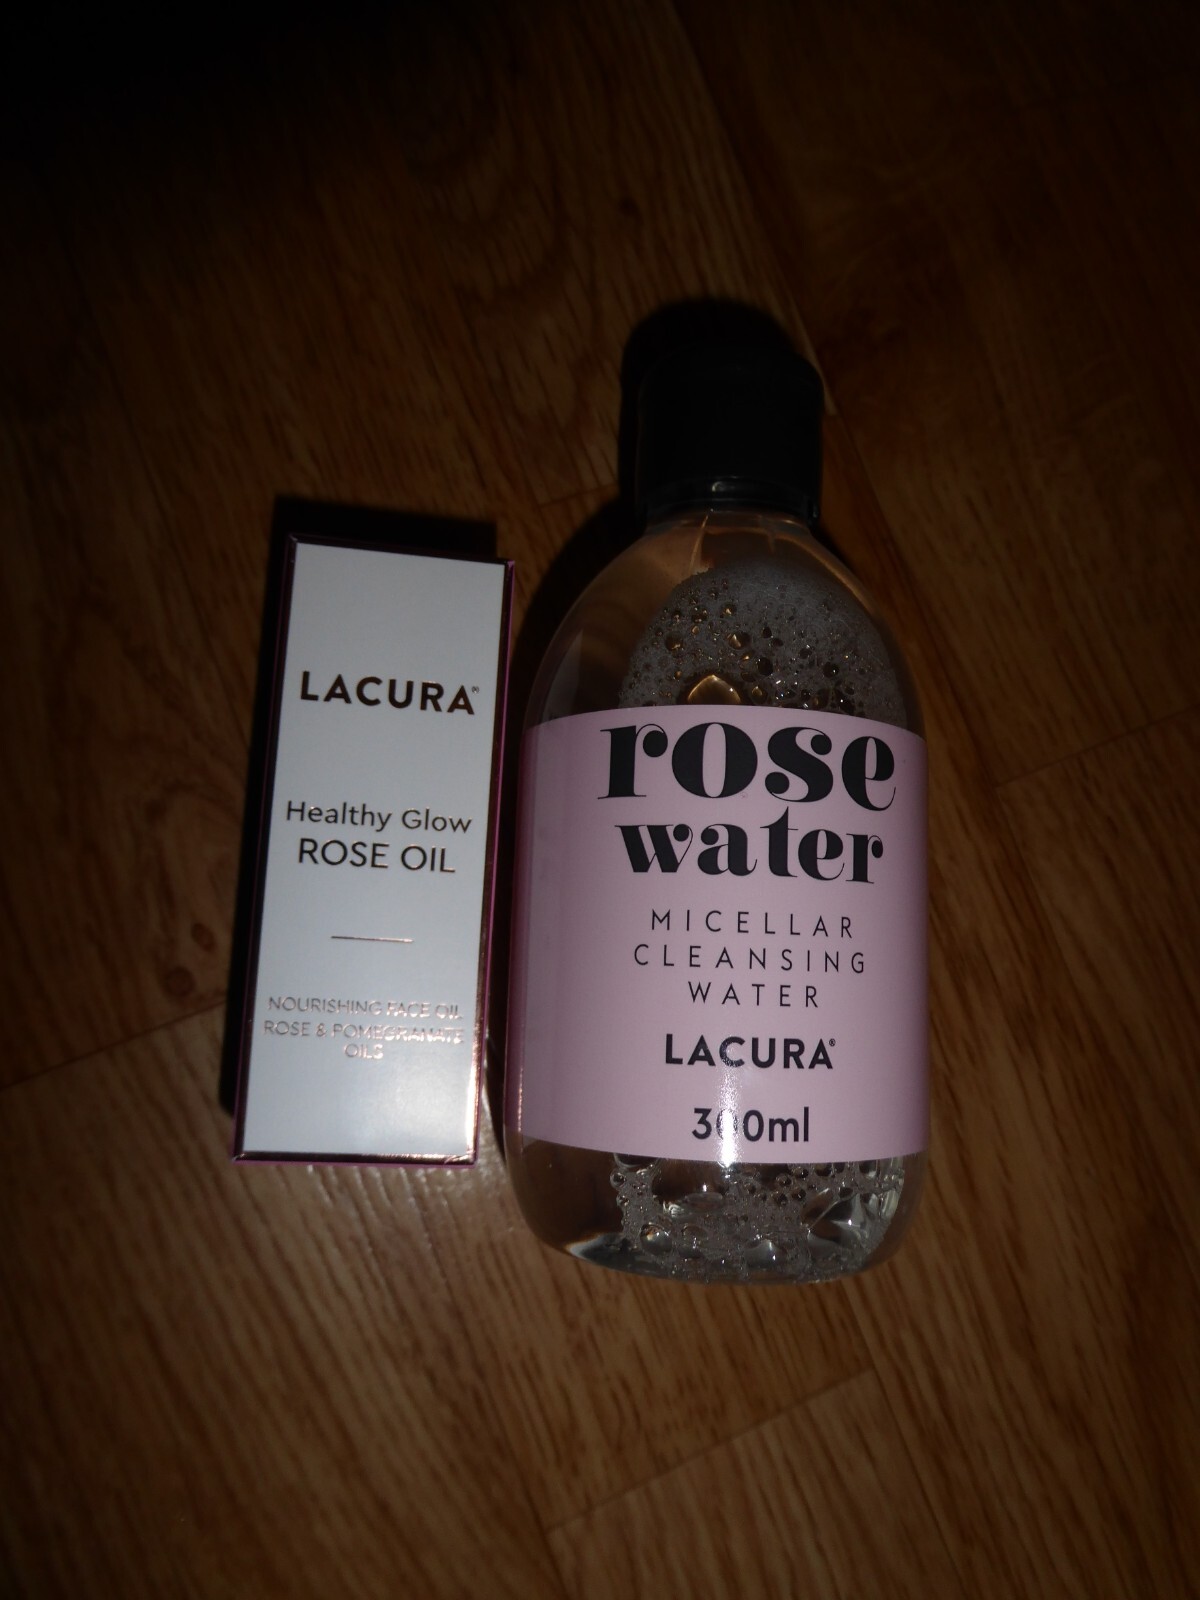 LACURA®
Healthy Glow
ROSE OIL
NOURISHING FACE OIL
ROSE & POMEGRANATE
OILS
rose
water
MICELLAR
CLEANSING
WATER
LACURA®
300ml